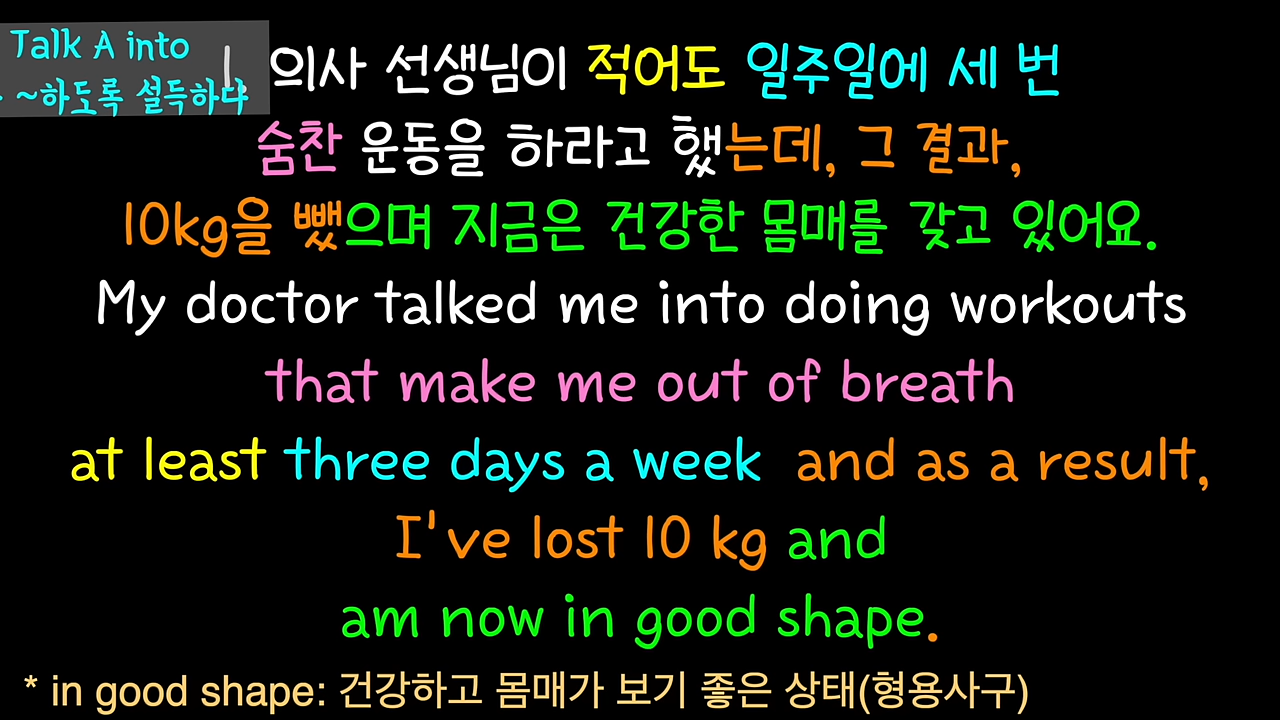 Talk A into
~하도록 설득하다
의사 선생님이 적어도 일주일에 세 번
숨찬 운동을 하라고 했는데, 그 결과,
10kg을 뺐으며 지금은 건강한 몸매를 갖고 있어요.
My doctor talked me into doing workouts
that make me out of breath
at least three days a week and as a result,
I've lost 10 kg and
am now in good shape.
* in good shape: 건강하고 몸매가 보기 좋은 상태(형용사구)